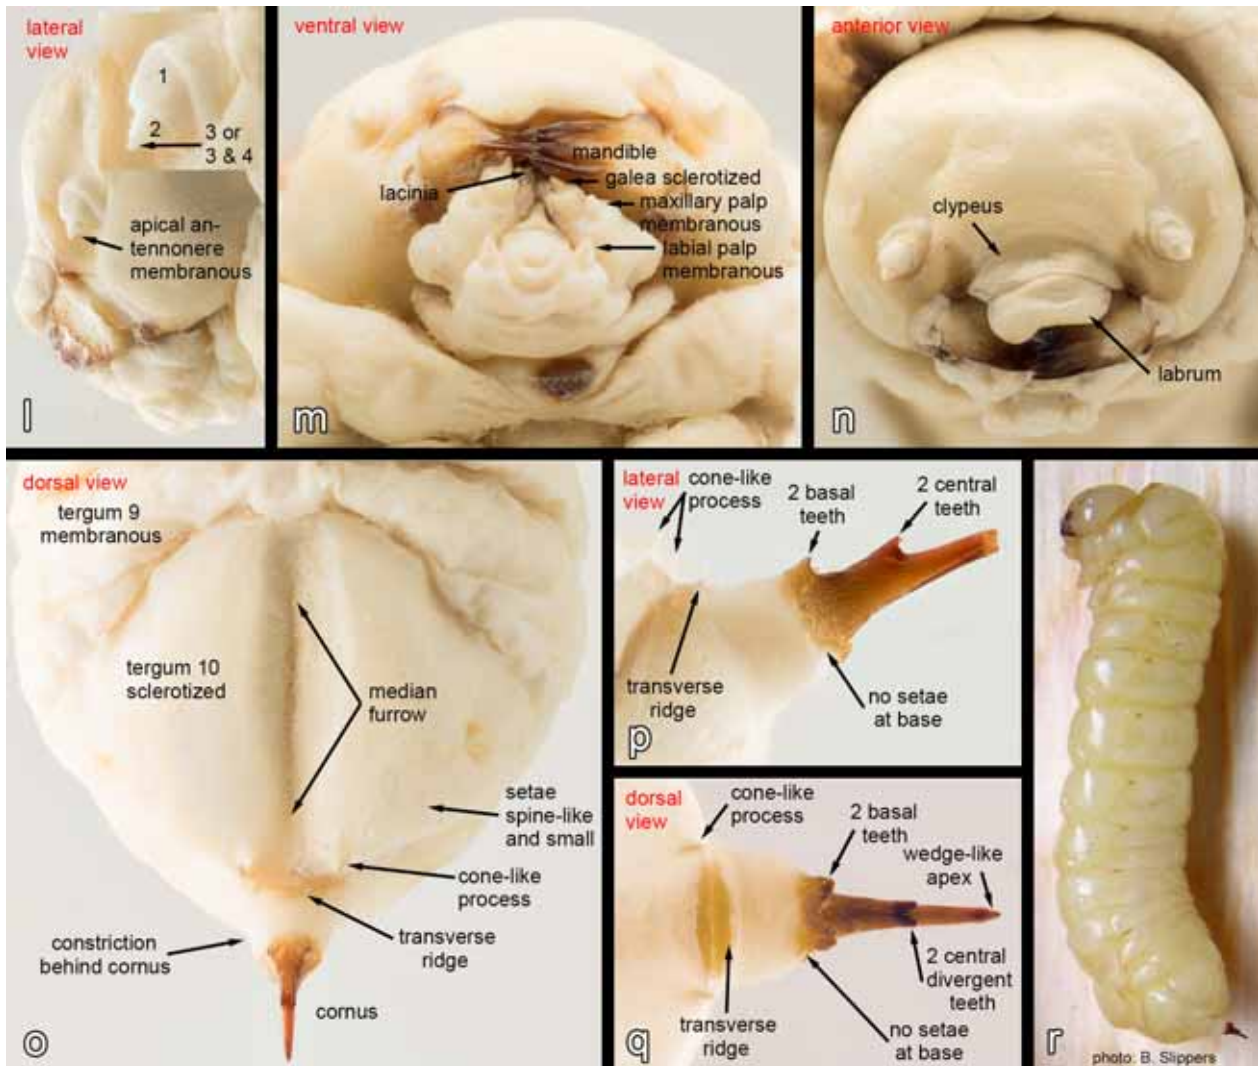 lateral
view
1
2
3 or
3 & 4
apical an-
tennonere
membranous
l
ventral view
mandible
galea sclerotized
lacinia
maxillary palp
membranous
labial palp
membranous
m
anterior view
clypeus
labrum
n
dorsal view
tergum 9
membranous
tergum 10
sclerotized
median
furrow
setae
spine-like
and small
cone-like
process
constriction
behind cornus
transverse
ridge
cornus
o
lateral
view
cone-like
process
2 basal
teeth
2 central
teeth
transverse
ridge
no setae
at base
p
dorsal
view
cone-like
process
2 basal
teeth
wedge-like
apex
2 central
divergent
teeth
transverse
ridge
no setae
at base
q
r
photo: B. Slippers